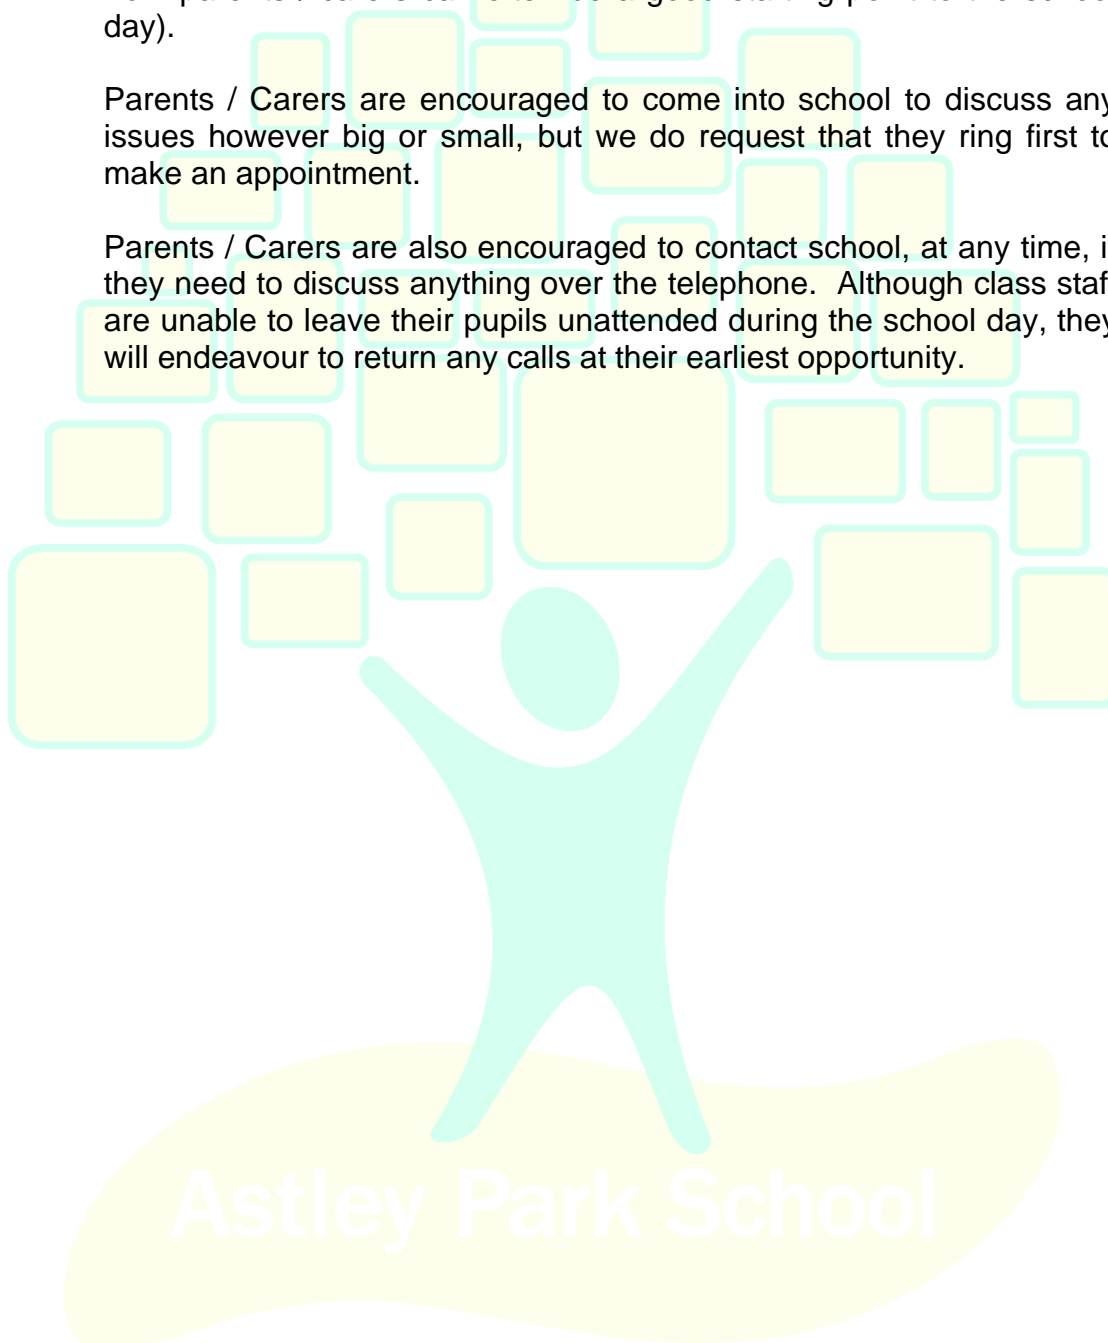 day).
Parents / Carers are encouraged to come into school to discuss any
issues however big or small, but we do request that they ring first to
make an appointment.
Parents / Carers are also encouraged to contact school, at any time, i
they need to discuss anything over the telephone. Although class staf
are unable to leave their pupils unattended during the school day, they
will endeavour to return any calls at their earliest opportunity.
Astley Park School